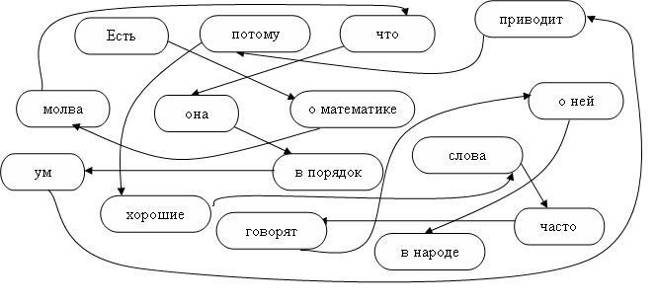 приводит
Есть
потому
что
молва
она
о математике
о ней
слова
ум
в порядок
хорошие
говорят
часто
в народе